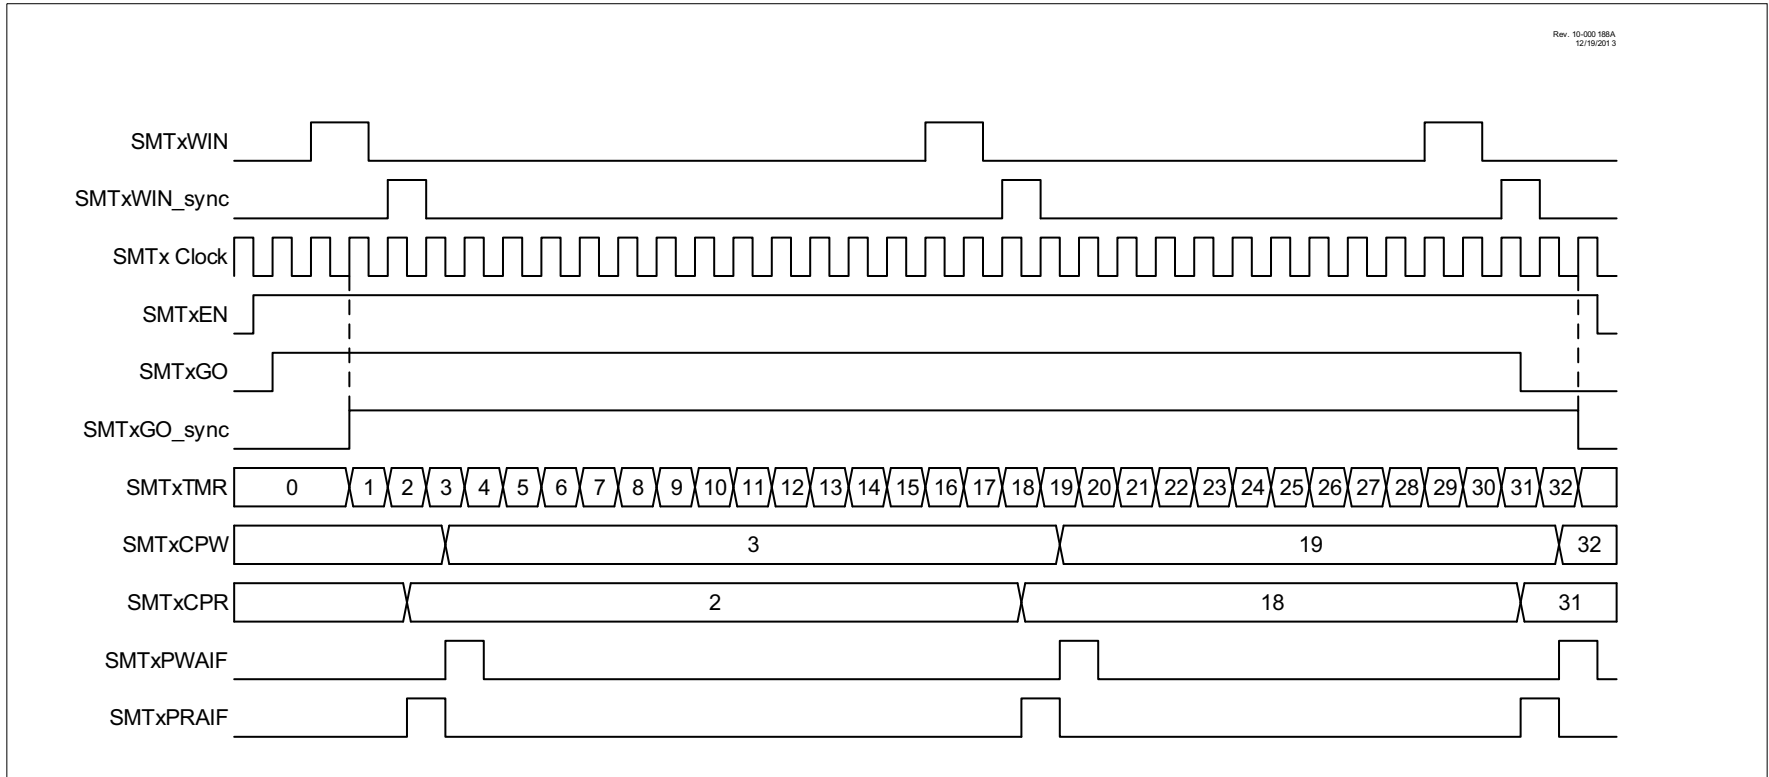 Rev. 10-000 188A
12/19/201 3
SMTxWIN
SMTxWIN_sync
SMTx Clock
SMTxEN
SMTxGO
SMTxGO_sync
SMTxTMR 0 1 2 3 4 5 6 7 8 9 10 11 12 13 14 15 16 17 18 19 20 21 22 23 24 25 26 27 28 29 30 31 32
SMTxCPW 3 19 32
SMTxCPR 2 18 31
SMTxPWAIF
SMTxPRAIF